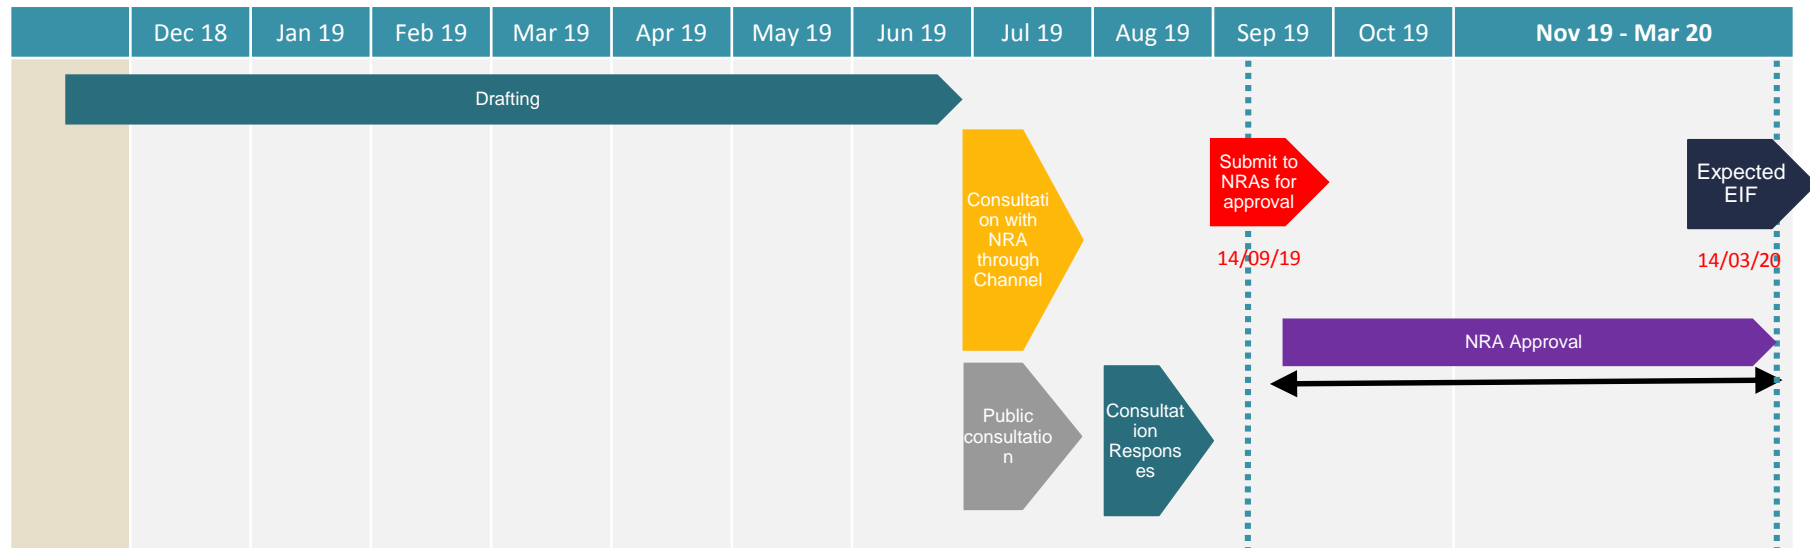 Dec 18
Jan 19
Feb 19
Mar 19
Apr 19
May 19
Jun 19
Jul 19
Aug 19
Sep 19
Oct 19
Nov 19 - Mar 20
Drafting
Consultati
on with
NRA
through
Channel
Submit to
NRAs for
approval
Expected
EIF
14/09/19
14/03/20
NRA Approval
Public
consultatio
n
Consultat
ion
Respons
es